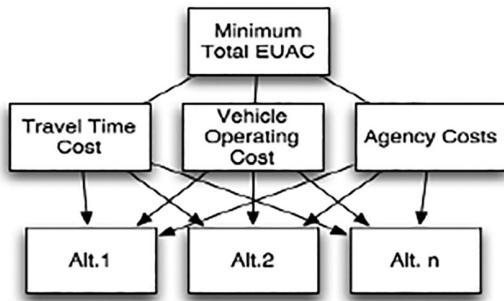 Minimum
Total EUAC
Travel Time
Cost
Vehicle
Operating
Cost
Agency Costs
Alt.1
Alt.2
Alt. n